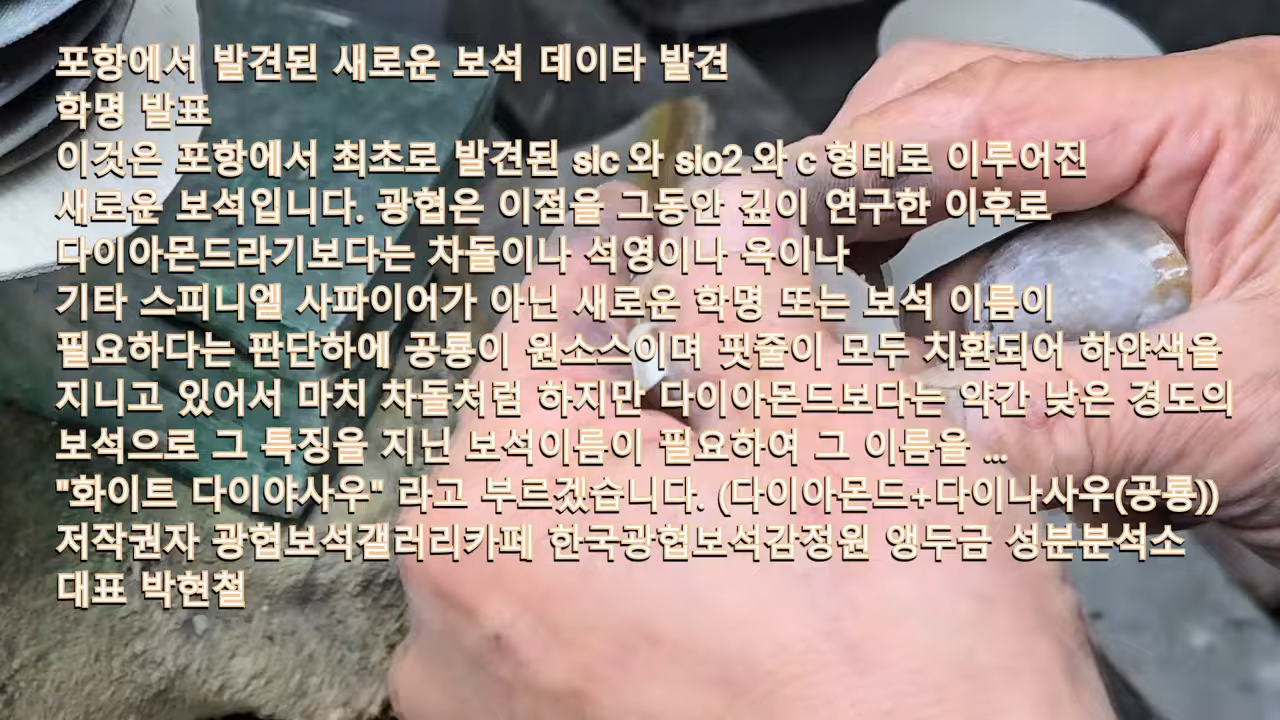 포항에서 발견된 새로운 보석 데이타 발견
학명 발표
이것은 포항에서 최초로 발견된 sic 와 sio2 와 c 형태로 이루어진
새로운 보석입니다. 광협은 이점을 그동안 깊이 연구한 이후로
다이아몬드라기보다는 차돌이나 석영이나 옥이나
기타 스피니엘 사파이어가 아닌 새로운 학명 또는 보석 이름이
필요하다는 판단하에 공룡이 원소스이며 핏줄이 모두 치환되어 하얀색을
지니고 있어서 마치 차돌처럼 하지만 다이아몬드보다는 약간 낮은 경도의
보석으로 그 특징을 지닌 보석이름이 필요하여 그 이름을 ...
"화이트 다이야사우" 라고 부르겠습니다. (다이아몬드+다이나사우(공룡))
저작권자 광협보석갤러리카페 한국광협보석감정원 앵두금 성분분석소
대표 박현철